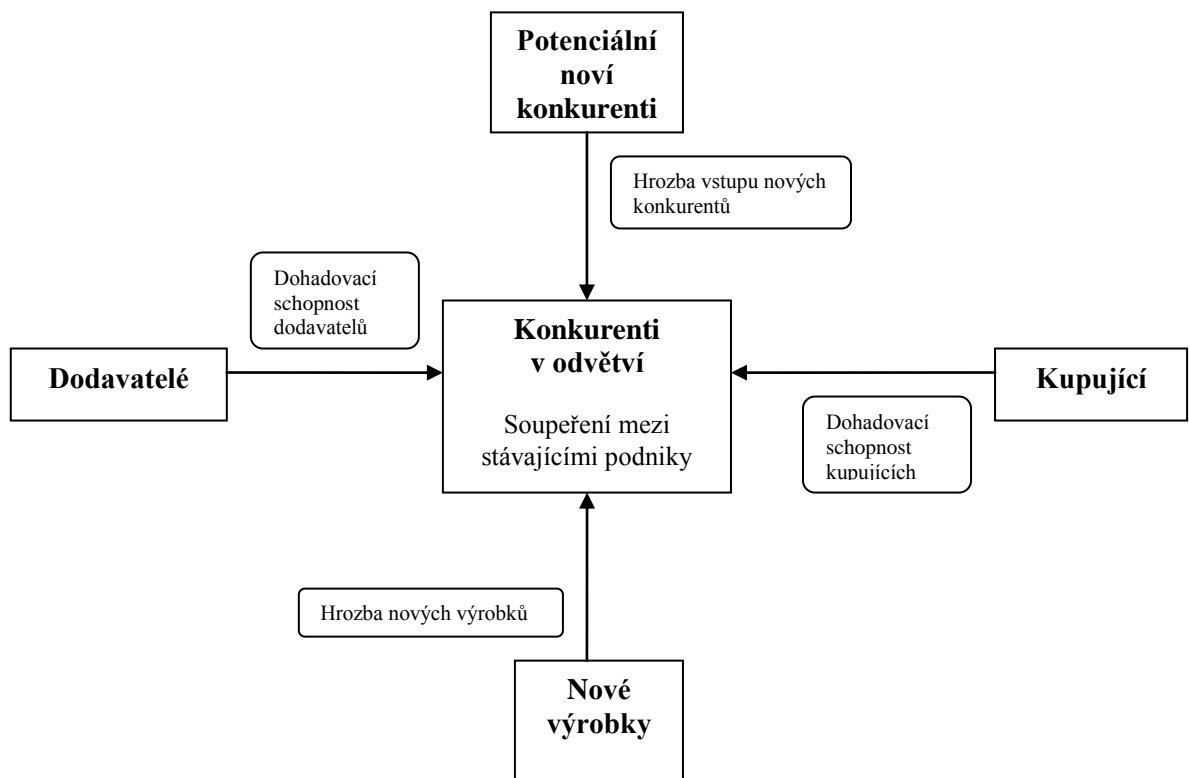 Potenciální
noví
konkurenti
Hrozba vstupu nových
konkurentů
Dohadovací
schopnost
dodavatelů
Konkurenti
v odvětví
Dodavatelé
Kupující
Soupeření mezi
stávajícími podniky
Dohadovací
schopnost
kupujících
Hrozba nových výrobků
Nové
výrobky